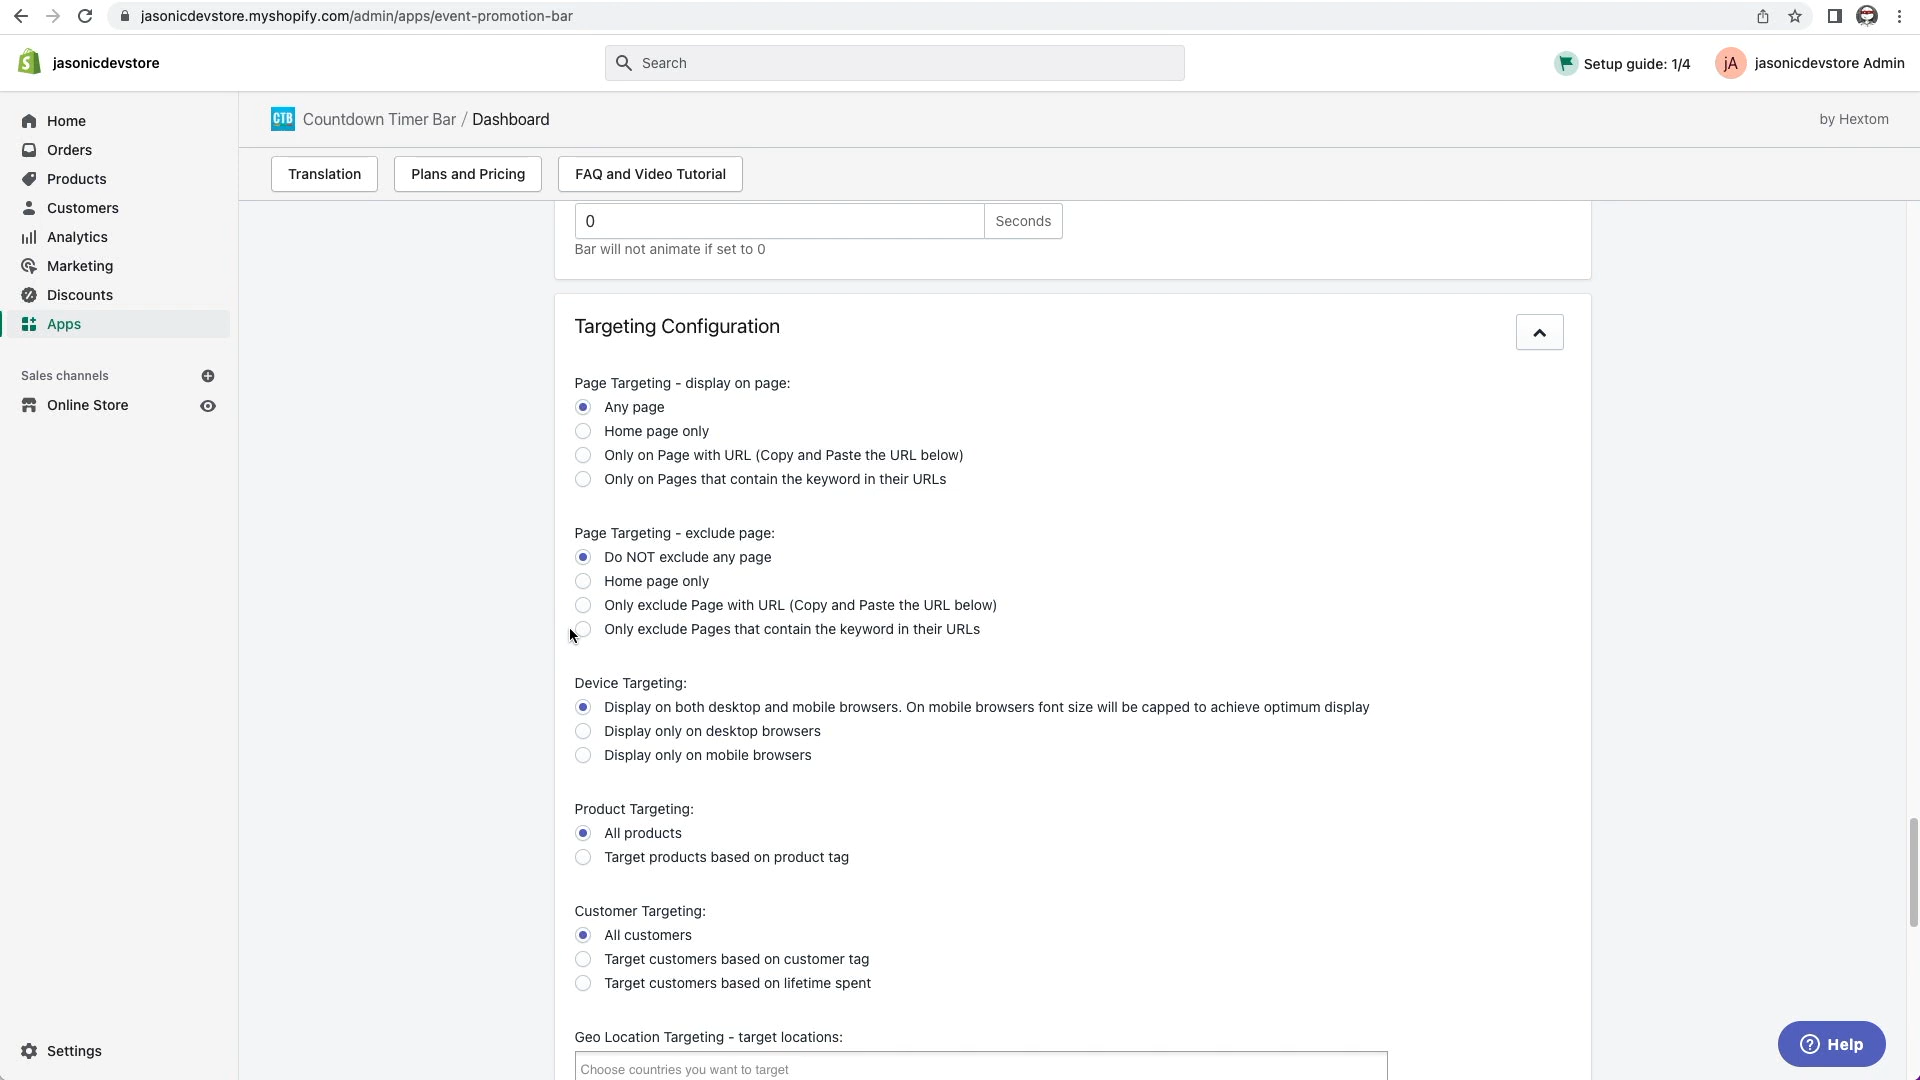 jasonicdevstore.myshopify.com/admin/apps/event-promotion-bar
jasonicdevstore
Search
Setup guide: 1/4
jA
jasonicdevstore Admin
Home
Orders
Products
Customers
Analytics
Marketing
Discounts
Apps
Sales channels
Online Store
Settings
CTB
Countdown Timer Bar / Dashboard
by Hextom
Translation
Plans and Pricing
FAQ and Video Tutorial
0
Seconds
Bar will not animate if set to 0
Targeting Configuration
Page Targeting - display on page:
Any page
Home page only
Only on Page with URL (Copy and Paste the URL below)
Only on Pages that contain the keyword in their URLs
Page Targeting - exclude page:
Do NOT exclude any page
Home page only
Only exclude Page with URL (Copy and Paste the URL below)
Only exclude Pages that contain the keyword in their URLs
Device Targeting:
Display on both desktop and mobile browsers. On mobile browsers font size will be capped to achieve optimum display
Display only on desktop browsers
Display only on mobile browsers
Product Targeting:
All products
Target products based on product tag
Customer Targeting:
All customers
Target customers based on customer tag
Target customers based on lifetime spent
Geo Location Targeting - target locations:
Choose countries you want to target
Help